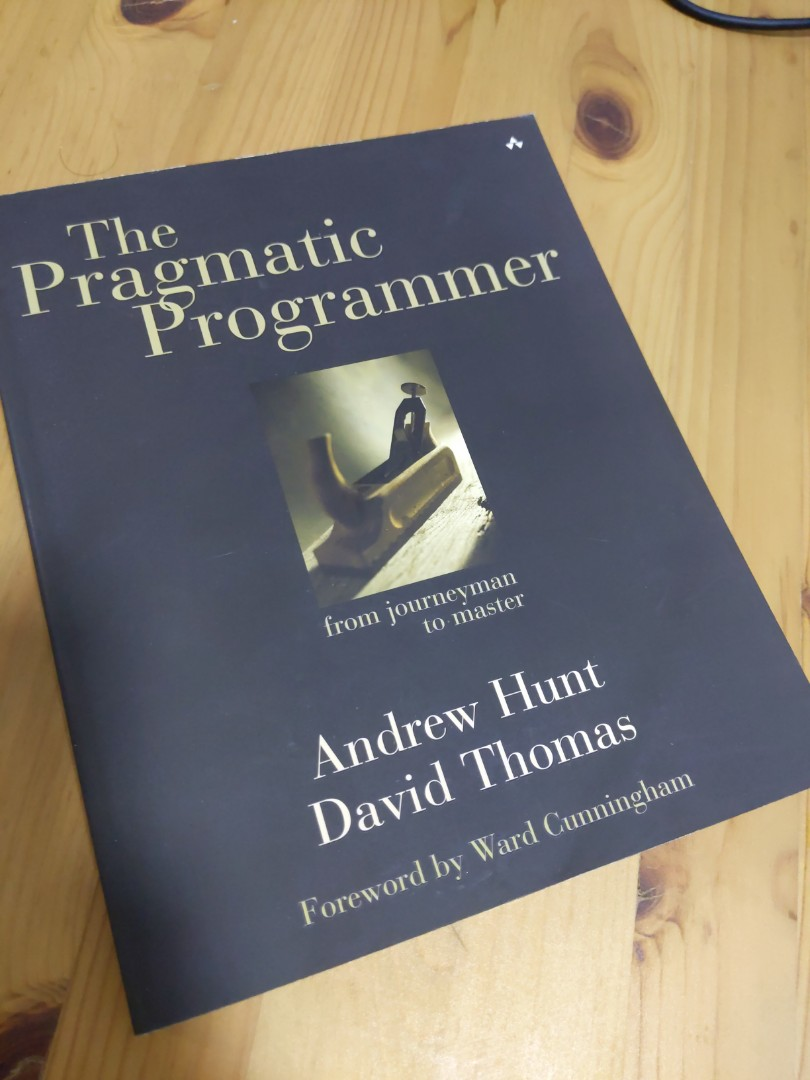 The
Pragmatic
Programmer
from journeyman
to master
Andrew Hunt
David Thomas
Foreword by Ward Cunningham